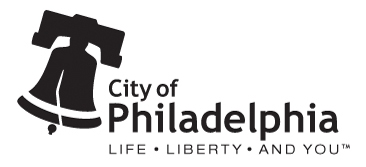 City of
Philadelphia
LIFE • LIBERTY • AND YOU™